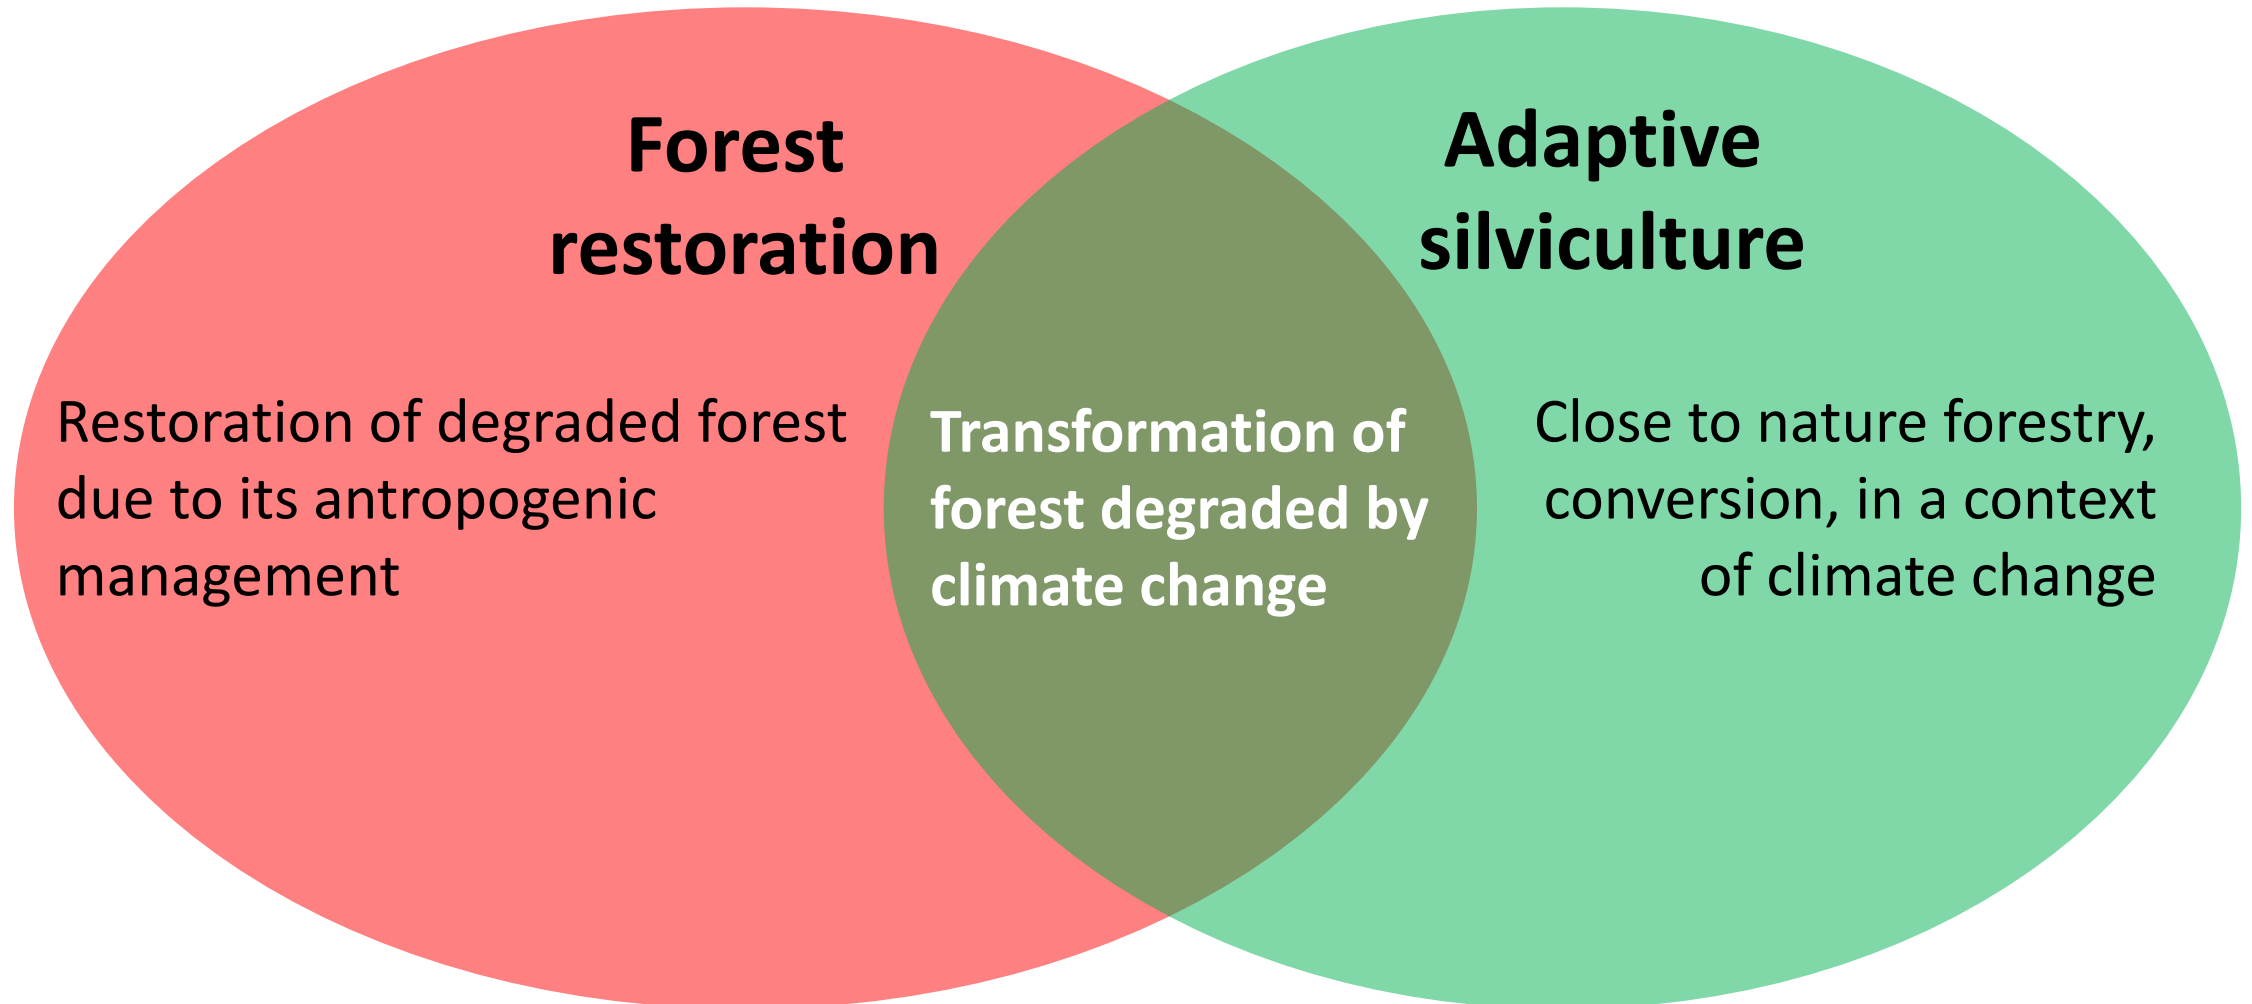 Forest
restoration
Adaptive
silviculture
Restoration of degraded forest
due to its antropogenic
management
Transformation of
forest degraded by
climate change
Close to nature forestry,
conversion, in a context
of climate change